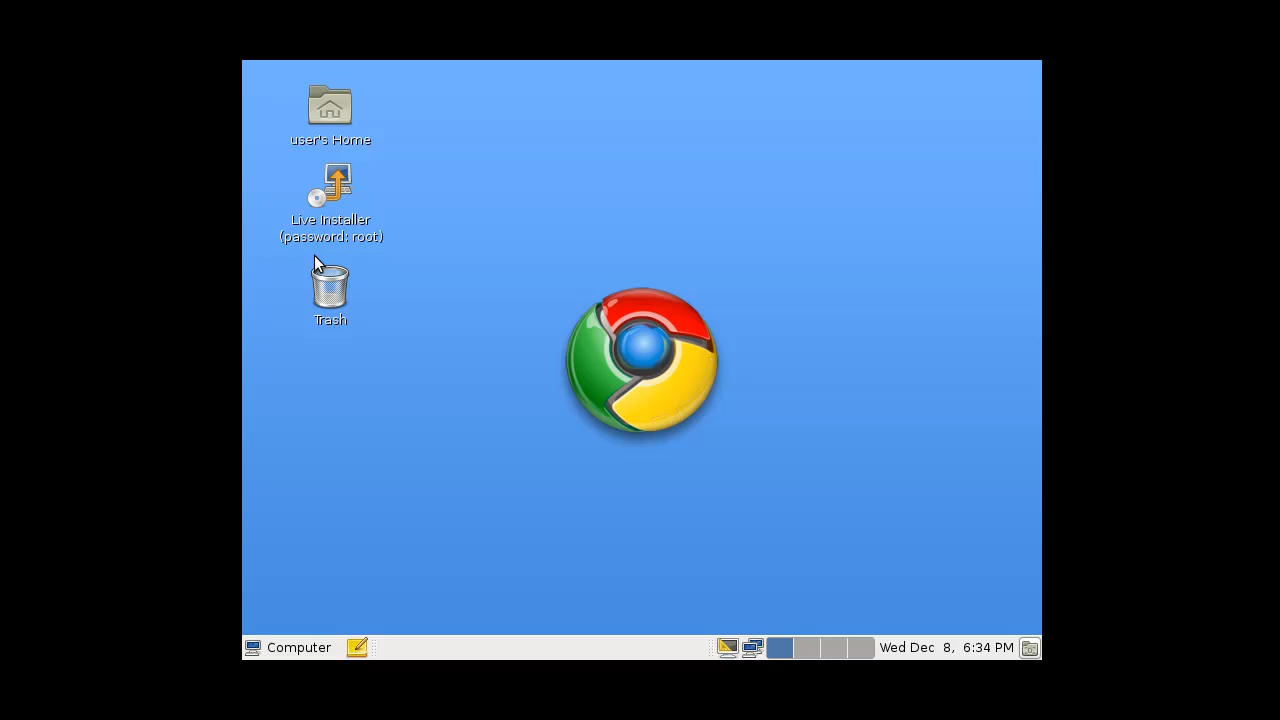 user's Home
Live Installer
(password: root)
Trash
Computer
Wed Dec  8,  6:34 PM